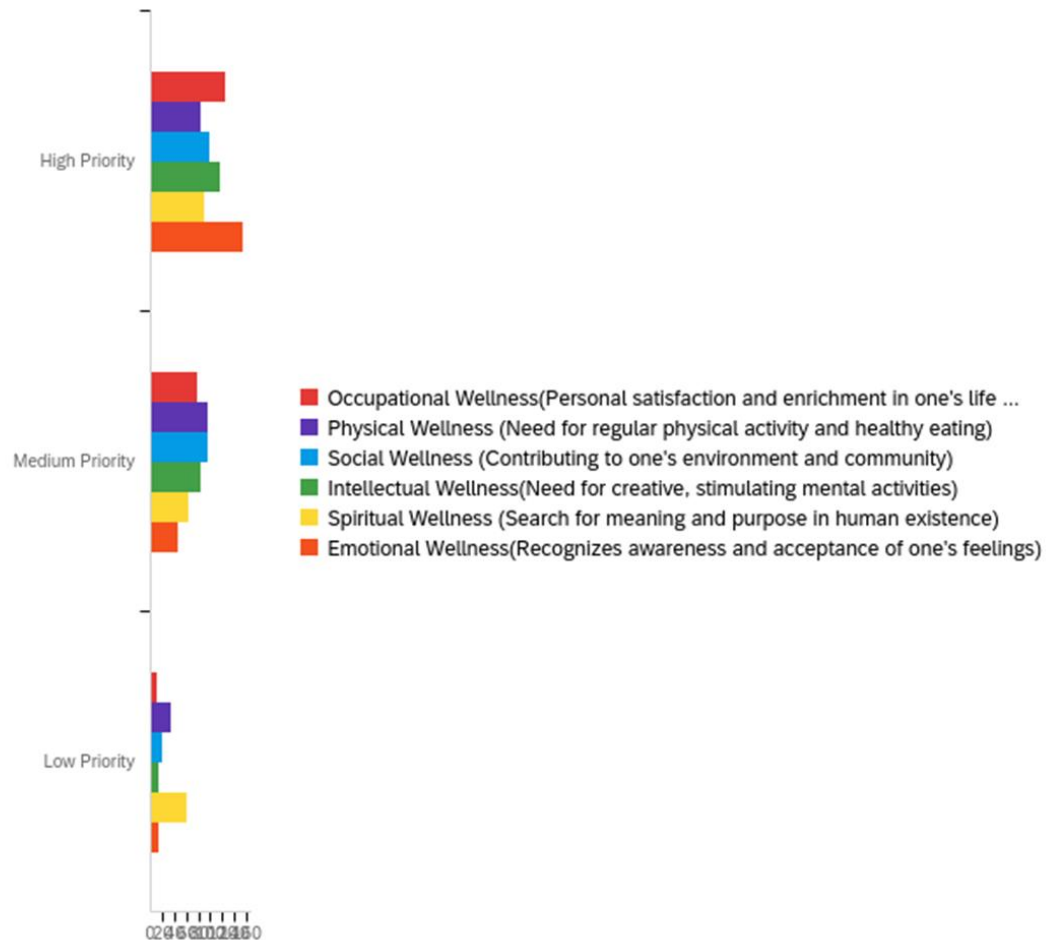 High Priority
Medium Priority
Low Priority
Occupational Wellness(Personal satisfaction and enrichment in one's life ...
Physical Wellness (Need for regular physical activity and healthy eating)
Social Wellness (Contributing to one's environment and community)
Intellectual Wellness(Need for creative, stimulating mental activities)
Spiritual Wellness (Search for meaning and purpose in human existence)
Emotional Wellness(Recognizes awareness and acceptance of one's feelings)